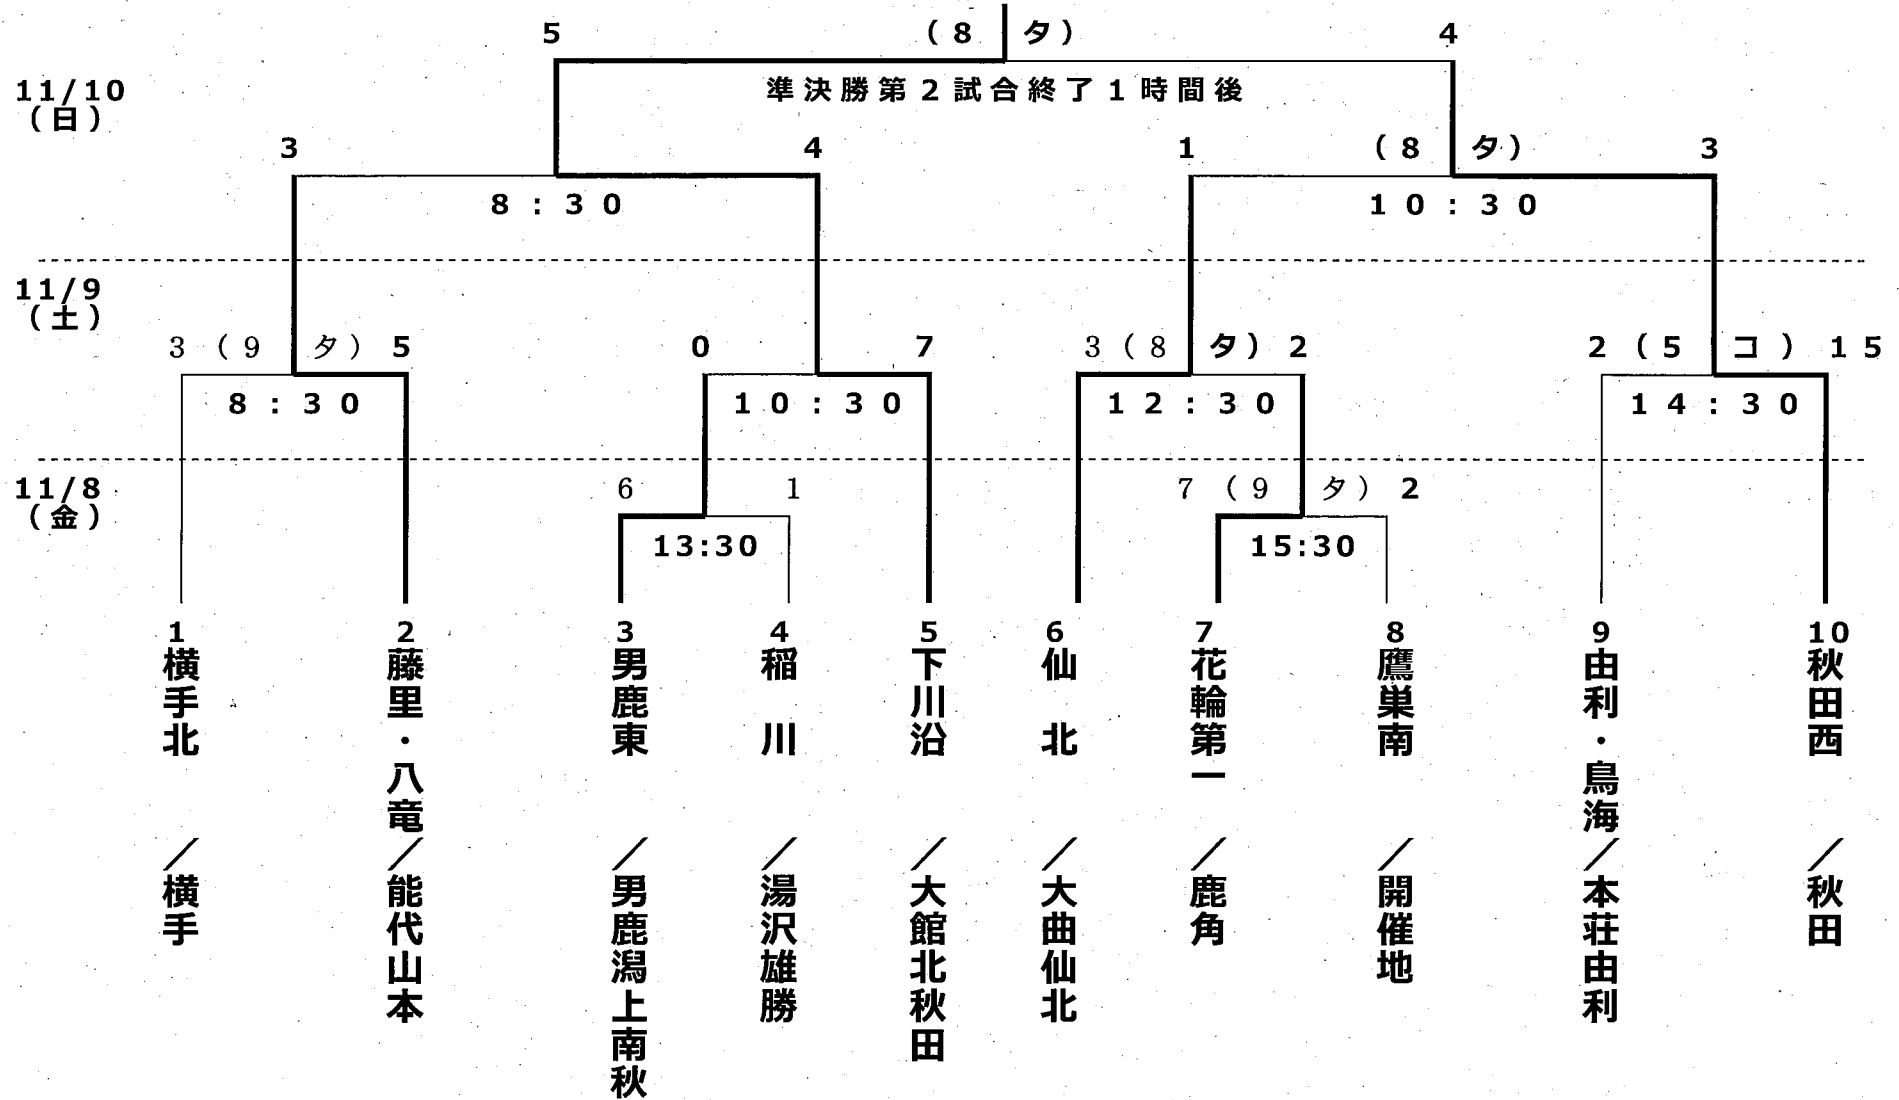 5 (8 タ) 4
準決勝第2試合終了1時間後
11/10
(日)
3 4 1 (8 タ) 3
8:30 10:30
11/9
(土)
3 (9 タ) 5 0 7 3 (8 タ) 2 2 (5 コ) 15
8:30 10:30 12:30 14:30
11/8
(金)
6 1 7 (9 タ) 2
13:30 15:30
1 横手北 /横手
2 藤里・八竜/能代山本
3 男鹿東 /男鹿潟上南秋
4 稲川 /湯沢雄勝
5 下川沿 /大館北秋田
6 仙北 /大曲仙北
7 花輪第一 /鹿角
8 鷹巣南 /開催地
9 由利・鳥海/本荘由利
10 秋田西 /秋田